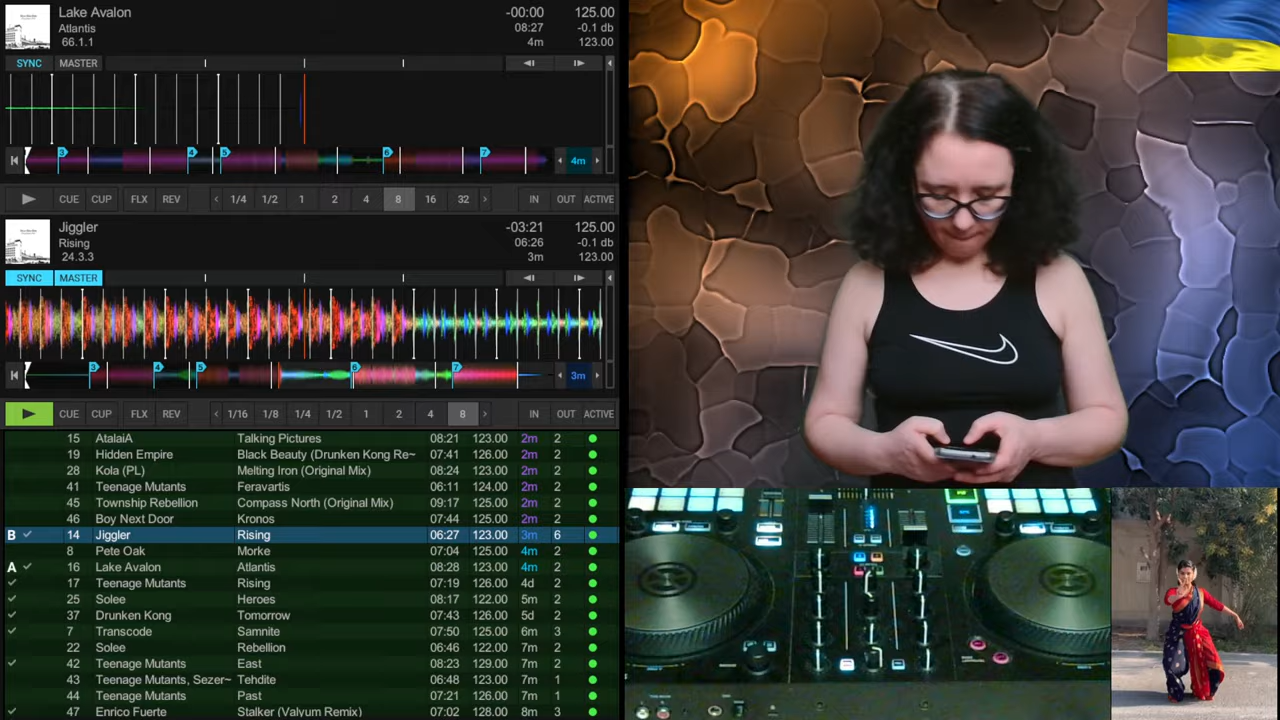 Lake Avalon -00:00 125.00
Atlantis 08:27 -0.1 db
66.1.1 4m 123.00
SYNC MASTER
3 4 5 6 7 4m
CUE CUP FLX REV 1/4 1/2 1 2 4 8 16 32 IN OUT ACTIVE
Jiggler -03:21 125.00
Rising 06:26 -0.1 db
24.3.3 3m 123.00
SYNC MASTER
3 4 5 6 7 3m
CUE CUP FLX REV 1/16 1/8 1/4 1/2 1 2 4 8 IN OUT ACTIVE
15 AtalaiA Talking Pictures 08:21 123.00 2m 2
19 Hidden Empire Black Beauty (Drunken Kong Re~ 07:41 126.00 2m 2
28 Kola (PL) Melting Iron (Original Mix) 08:24 123.00 2m 2
41 Teenage Mutants Feravartis 06:11 124.00 2m 2
45 Township Rebellion Compass North (Original Mix) 09:17 125.00 2m 2
46 Boy Next Door Kronos 07:44 125.00 2m 2
B 14 Jiggler Rising 06:27 123.00 3m 6
8 Pete Oak Morke 07:04 125.00 4m 2
A 16 Lake Avalon Atlantis 08:28 123.00 4m 2
17 Teenage Mutants Rising 07:19 126.00 4d 2
25 Solee Heroes 08:17 122.00 5m 2
37 Drunken Kong Tomorrow 07:43 126.00 5d 2
7 Transcode Samnite 07:50 125.00 6m 3
22 Solee Rebellion 06:46 122.00 7m 2
42 Teenage Mutants East 08:23 129.00 7m 2
43 Teenage Mutants, Sezer~ Tehdite 06:48 123.00 7m 1
44 Teenage Mutants Past 07:21 126.00 7m 1
47 Enrico Fuerte Stalker (Valyum Remix) 07:02 128.00 8m 3